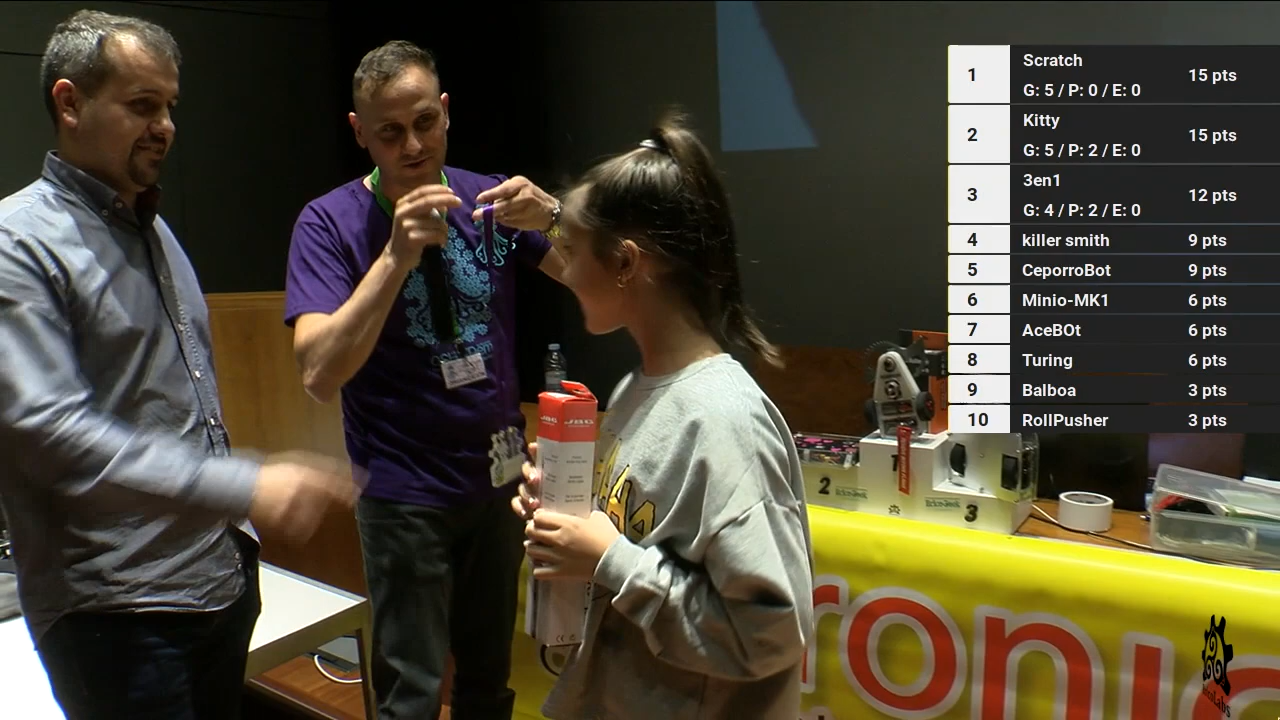 1
Scratch
15 pts
G: 5 / P: 0 / E: 0
2
Kitty
15 pts
G: 5 / P: 2 / E: 0
3
3en1
12 pts
G: 4 / P: 2 / E: 0
4 killer smith 9 pts
5 CeporroBot 9 pts
6 Minio-MK1 6 pts
7 AceBOt 6 pts
8 Turing 6 pts
9 Balboa 3 pts
10 RollPusher 3 pts
JBC
JBC
1
2
3